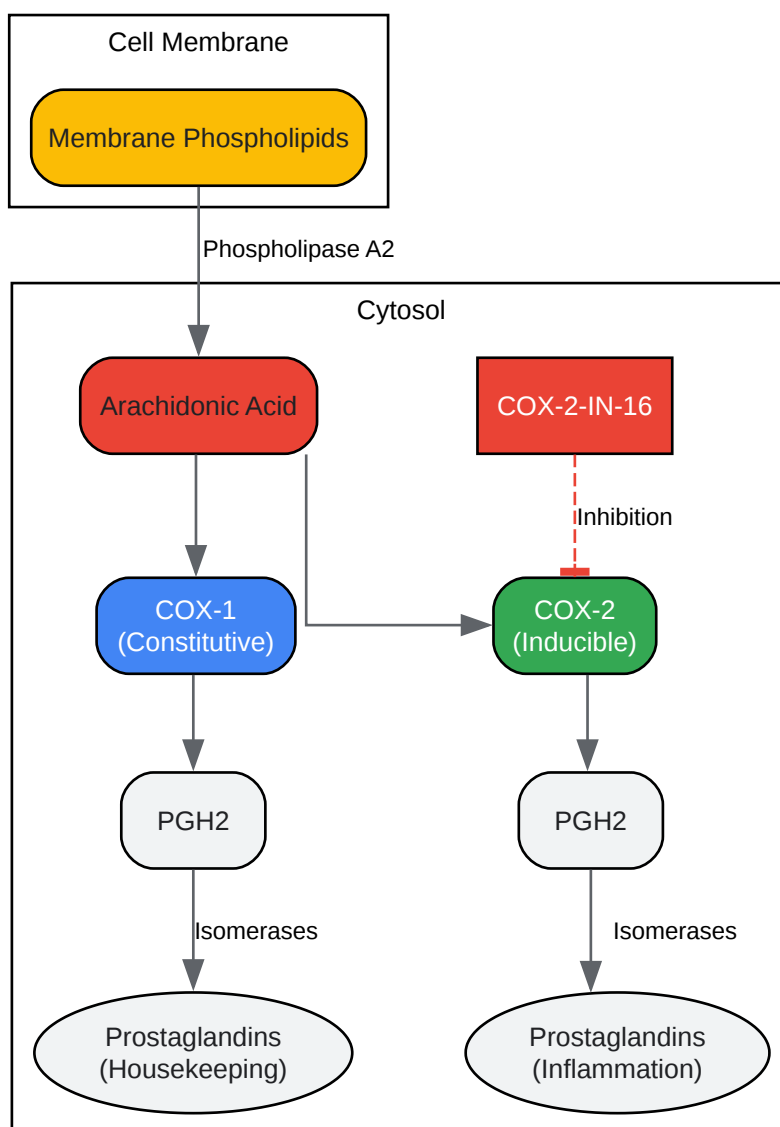 Cell Membrane
Membrane Phospholipids
Phospholipase A2
Cytosol
Arachidonic Acid
COX-2-IN-16
Inhibition
COX-1
(Constitutive)
COX-2
(Inducible)
PGH2
PGH2
Isomerases
Isomerases
Prostaglandins
(Housekeeping)
Prostaglandins
(Inflammation)